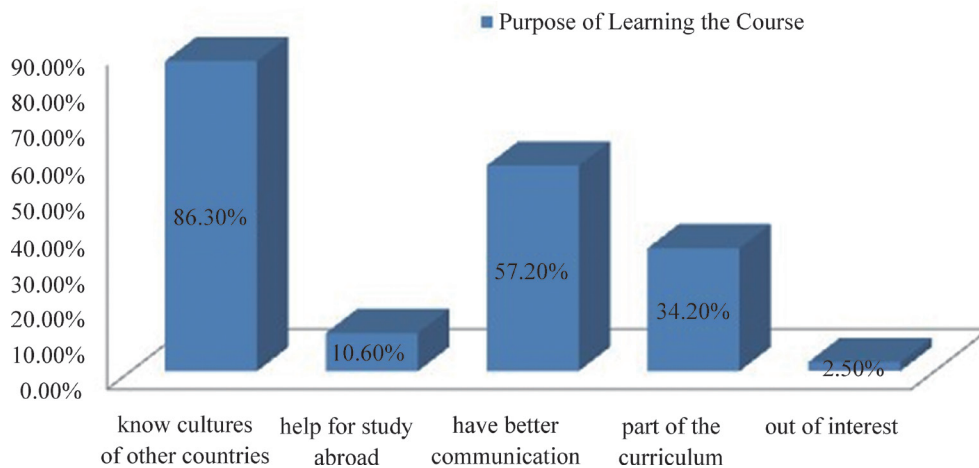 Purpose of Learning the Course
90.00%
80.00%
70.00%
60.00%
50.00%
40.00%
30.00%
20.00%
10.00%
0.00%
86.30%
10.60%
57.20%
34.20%
2.50%
know cultures
of other countries
help for study
abroad
have better
communication
part of the
curriculum
out of interest